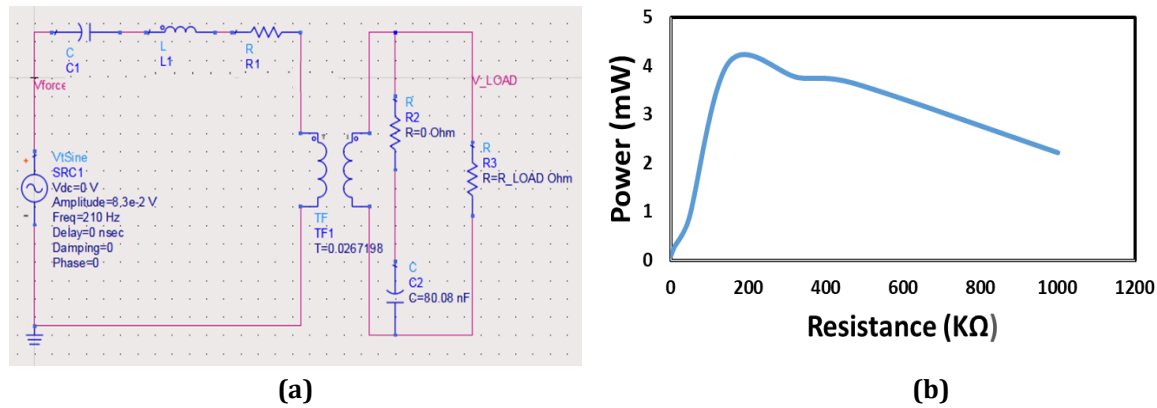 C
C1
L
L1
R
R1
Vforce
V_LOAD
VtSine
SRC1
Vdc=0 V
Amplitude=8.3e-2 V
Freq=210 Hz
Delay=0 nsec
Damping=0
Phase=0
TF
TF1
T=0.0267198
R
R2
R=0 Ohm
R
R3
R=R_LOAD Ohm
C
C2
C=80.08 nF
(a)
Power (mW)
5
4
3
2
1
0
0 200 400 600 800 1000 1200
Resistance (KΩ)
(b)